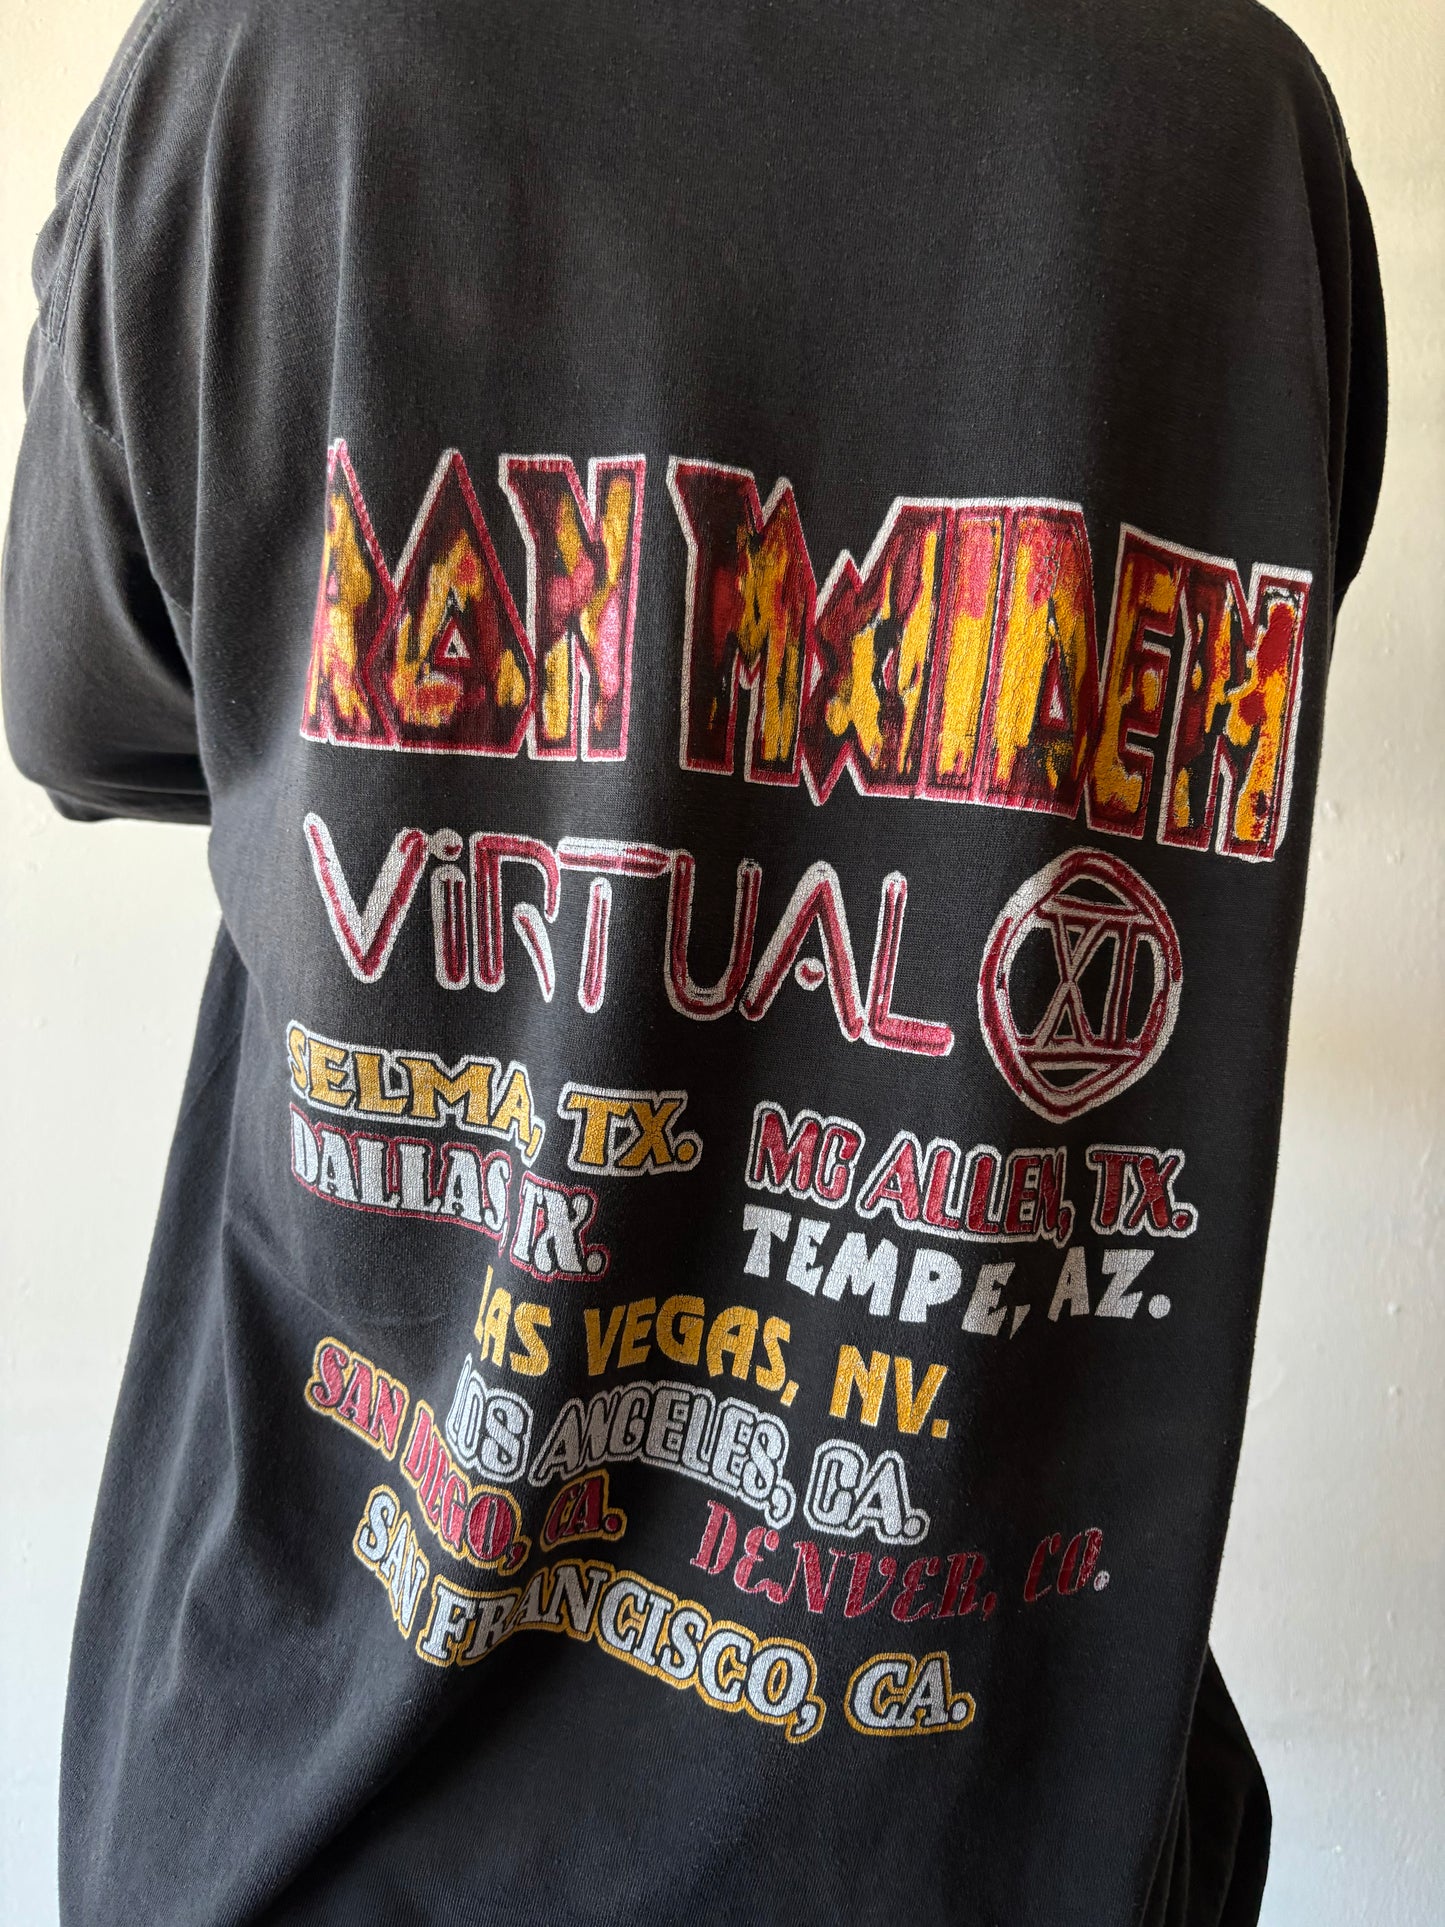 IRON MAIDEN
ViRTUAL XI
SELMA, TX.
MC ALLEN, TX.
DALLAS, TX.
TEMPE, AZ.
LAS VEGAS, NV.
LOS ANGELES, CA.
SAN DIEGO, CA.
DENVER, CO.
SAN FRANCISCO, CA.